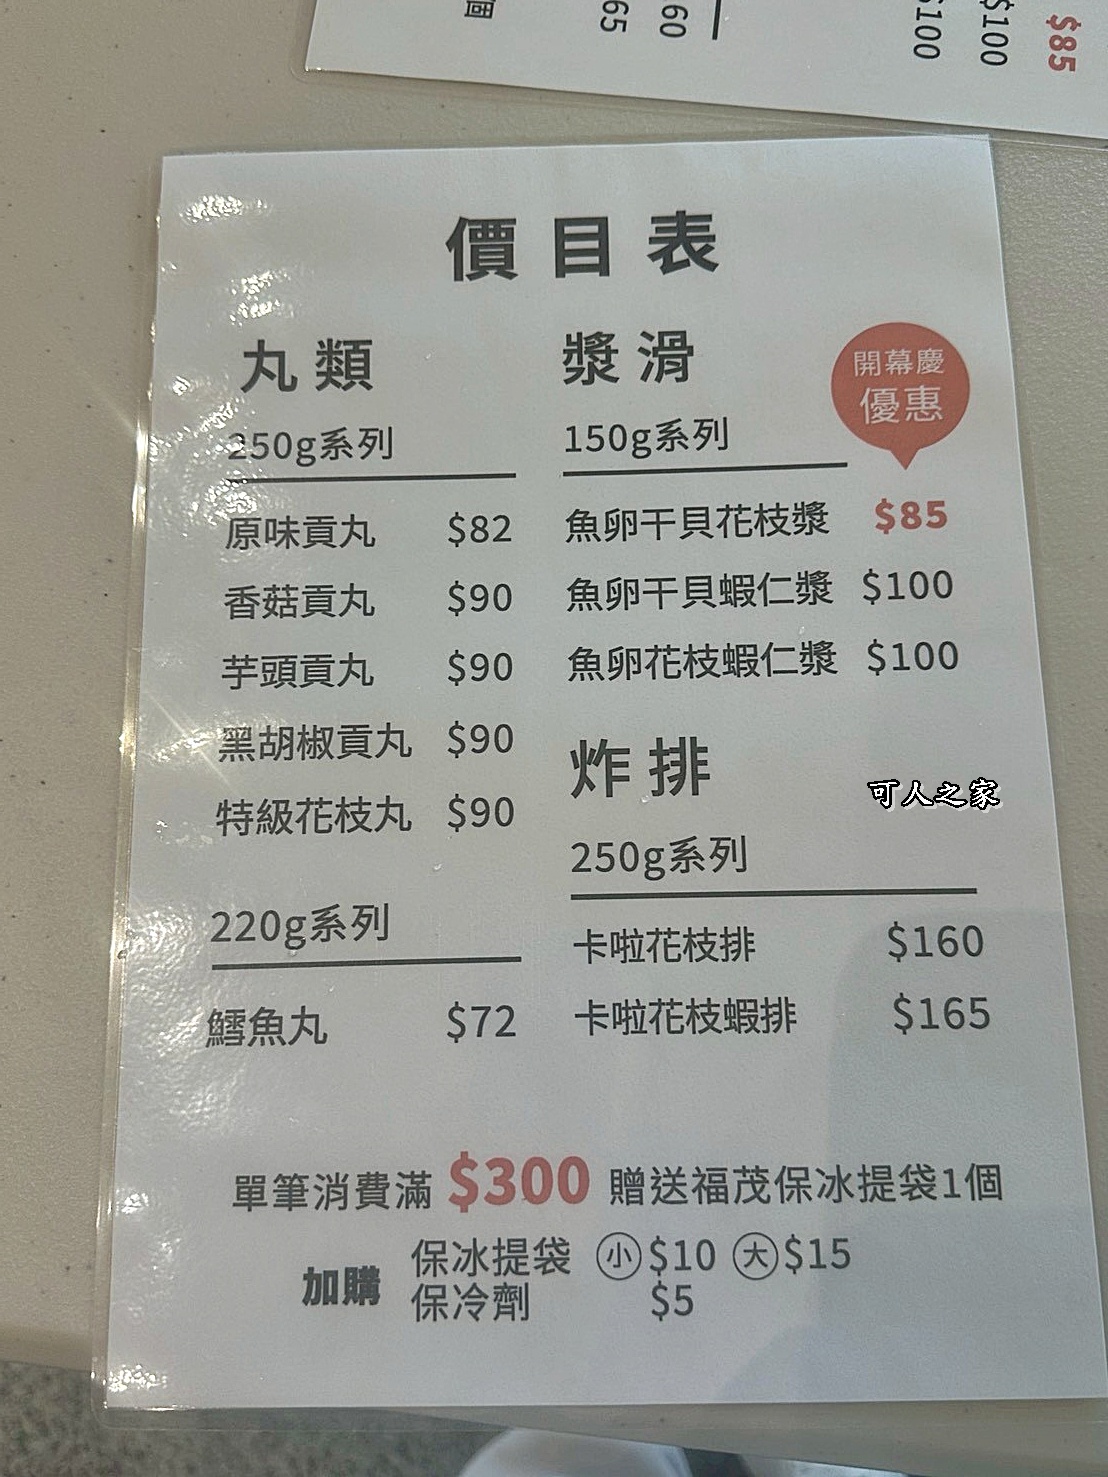 個
65
60
$100
$100
$85
價目表
丸類
250g系列
原味貢丸 $82
香菇貢丸 $90
芋頭貢丸 $90
黑胡椒貢丸 $90
特級花枝丸 $90
220g系列
鱈魚丸 $72
漿滑
開幕慶
優惠
150g系列
魚卵干貝花枝漿 $85
魚卵干貝蝦仁漿 $100
魚卵花枝蝦仁漿 $100
炸排
可人之家
250g系列
卡啦花枝排 $160
卡啦花枝蝦排 $165
單筆消費滿 $300 贈送福茂保冰提袋1個
加購
保冰提袋 小 $10 大 $15
保冷劑 $5